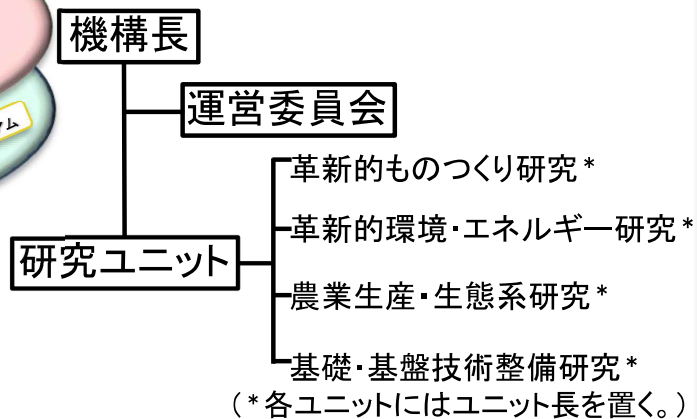 機構長
運営委員会
革新的ものつくり研究*
革新的環境・エネルギー研究*
研究ユニット
農業生産・生態系研究*
基礎・基盤技術整備研究*
(*各ユニットにはユニット長を置く。)